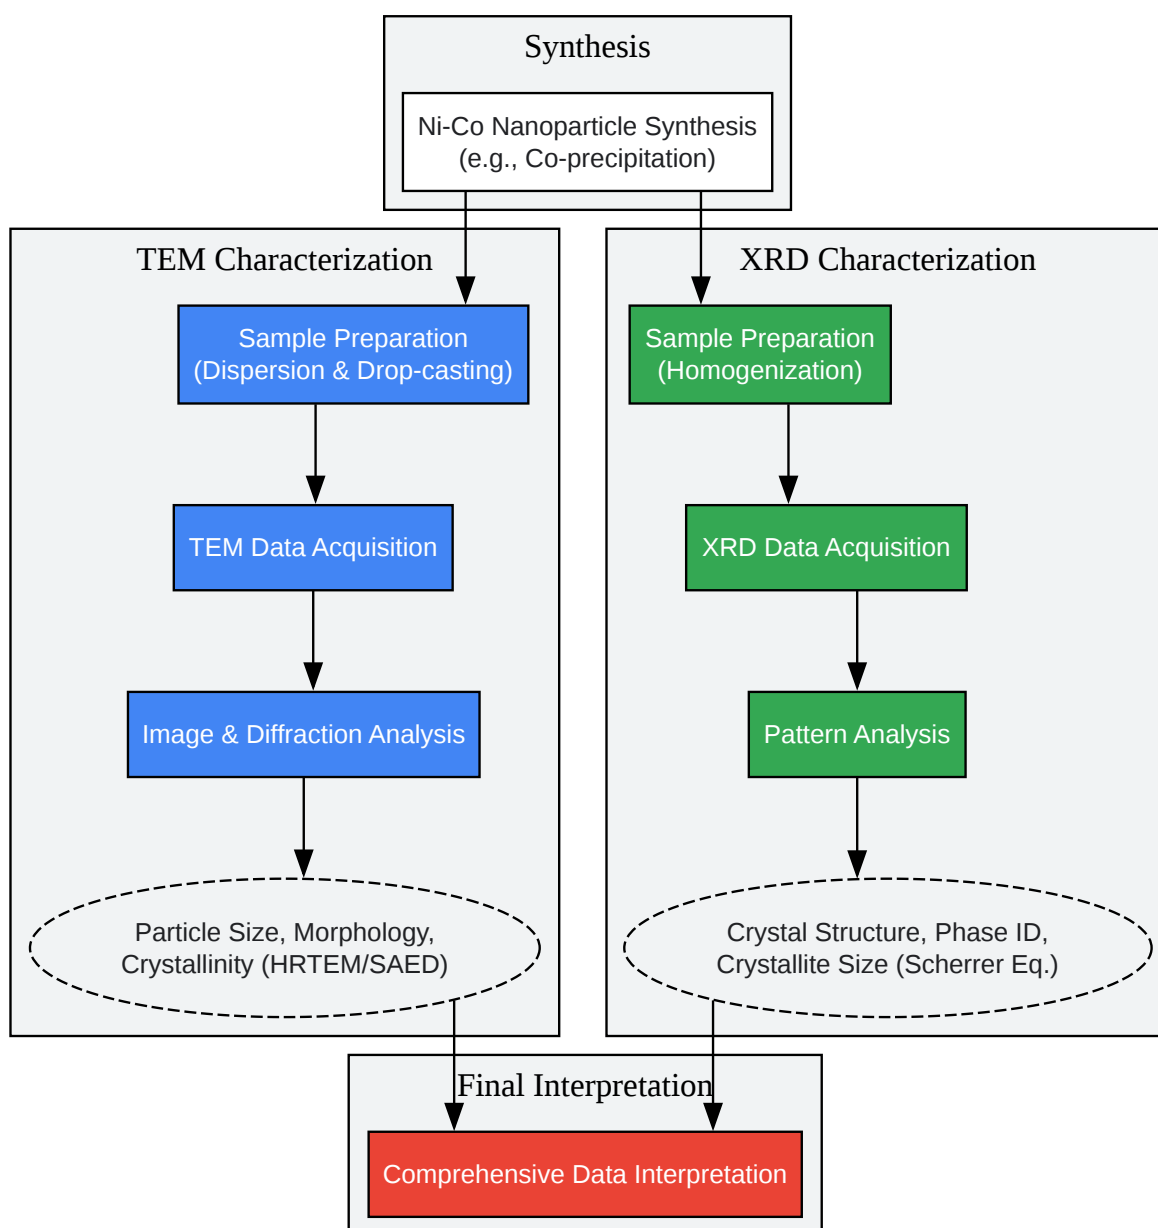 Synthesis
Ni-Co Nanoparticle Synthesis
(e.g., Co-precipitation)
TEM Characterization
Sample Preparation
(Dispersion & Drop-casting)
TEM Data Acquisition
Image & Diffraction Analysis
Particle Size, Morphology,
Crystallinity (HRTEM/SAED)
XRD Characterization
Sample Preparation
(Homogenization)
XRD Data Acquisition
Pattern Analysis
Crystal Structure, Phase ID,
Crystallite Size (Scherrer Eq.)
Final Interpretation
Comprehensive Data Interpretation